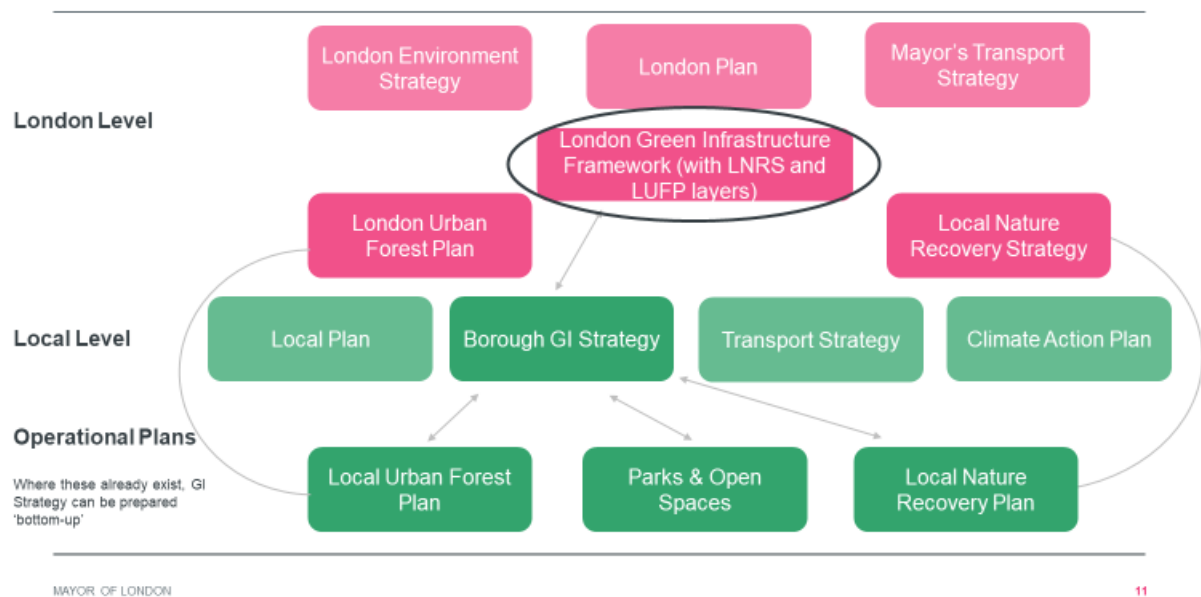 London Environment
Strategy
London Plan
Mayor's Transport
Strategy
London Level
London Green Infrastructure
Framework (with LNRS and
LUFP layers)
London Urban
Forest Plan
Local Nature
Recovery Strategy
Local Level
Local Plan
Borough GI Strategy
Transport Strategy
Climate Action Plan
Operational Plans
Where these already exist, GI
Strategy can be prepared
'bottom-up'
Local Urban Forest
Plan
Parks & Open
Spaces
Local Nature
Recovery Plan
MAYOR OF LONDON
11